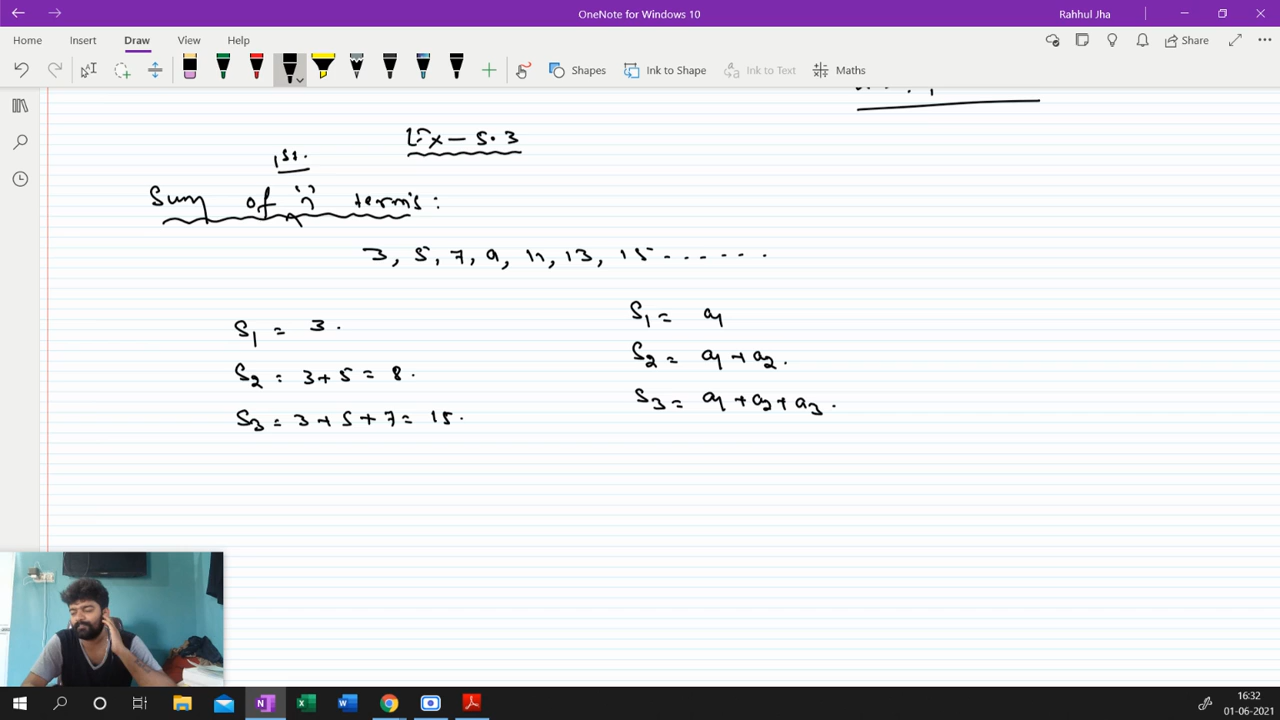 OneNote for Windows 10
Rahhul Jha
Home Insert Draw View Help
Share
Shapes Ink to Shape Ink to Text Maths
Ex - 5.3
1st.
Sum of "n" terms:
3, 5, 7, 9, 11, 13, 15.......
S1 = 3.
S2 = 3+5 = 8.
S3 = 3+5+7 = 15.
S1 = a1
S2 = a1+a2.
S3 = a1+a2+a3.
16:32
01-06-2021